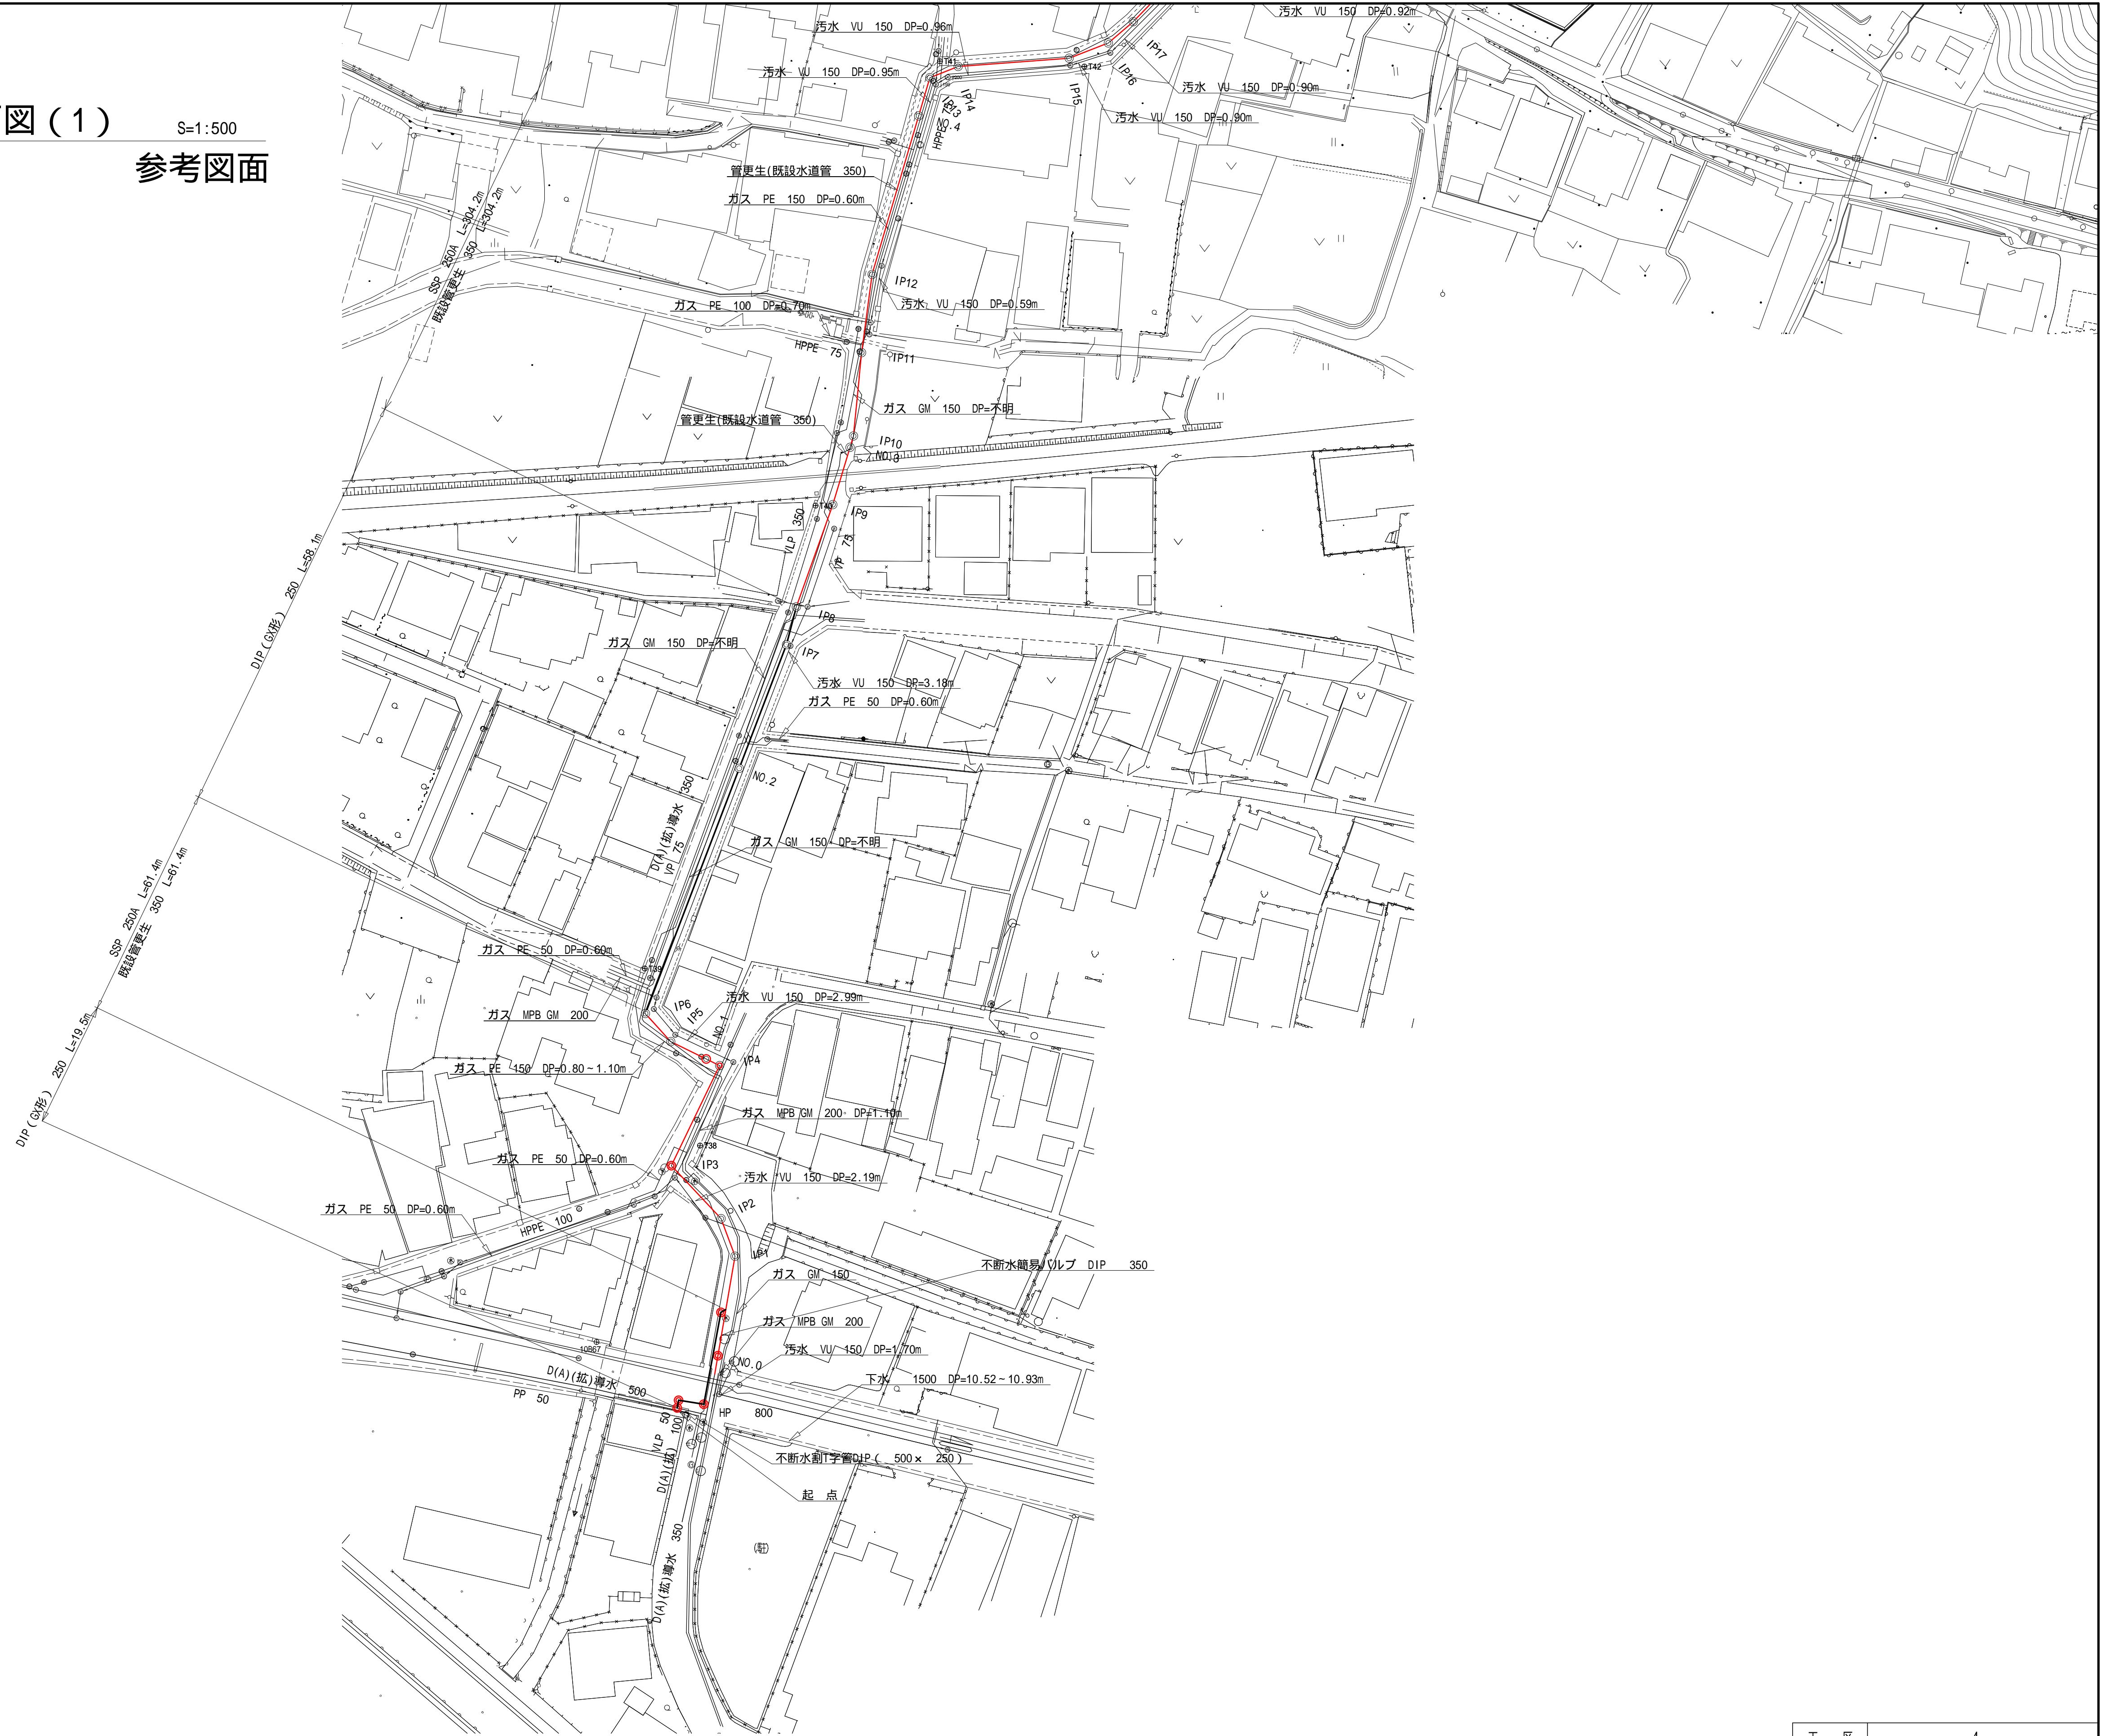 図（１）
S=1:500
参考図面
汚水 VU 150 DP=0.92m
汚水 VU 150 DP=0.96m
IP17
T41
汚水 VU 150 DP=0.95m
T42
IP16
IP14
IP15
汚水 VU 150 DP=0.90m
IP13
NO.4
汚水 VU 150 DP=0.90m
HPPE
管更生(既設水道管 350)
ガス PE 150 DP=0.60m
SSP 250A L=304.2m
既設管更生 350 L=304.2m
IP12
ガス PE 100 DP=0.70m
汚水 VU 150 DP=0.59m
HPPE 75
IP11
ガス GM 150 DP=不明
管更生(既設水道管 350)
IP10
NO.3
T40
IP9
VLP 350
VP 75
DIP(GX形) 250 L=58.1m
IP8
ガス GM 150 DP=不明
IP7
汚水 VU 150 DP=3.18m
ガス PE 50 DP=0.60m
NO.2
D(A)(拡)導水 350
VP 75
ガス GM 150 DP=不明
SSP 250A L=61.4m
既設管更生 350 L=61.4m
ガス PE 50 DP=0.60m
T39
汚水 VU 150 DP=2.99m
IP6
IP5
ガス MPB GM 200
NO.1
IP4
DIP(GX形) 250 L=19.5m
ガス PE 150 DP=0.80～1.10m
ガス MPB GM 200 DP=1.10m
T38
ガス PE 50 DP=0.60m
IP3
汚水 VU 150 DP=2.19m
ガス PE 50 DP=0.60m
IP2
HPPE 100
IP1
不断水簡易バルブ DIP 350
ガス GM 150
ガス MPB GM 200
10867
汚水 VU 150 DP=1.70m
NO.0
D(A)(拡)導水 500
下水 1500 DP=10.52～10.93m
PP 50
HP 800
VLP 50
D(A)(拡) 100
不断水割T字管DIP( 500× 250)
起 点
D(A)(拡)導水 350
(駐)
工 区
4